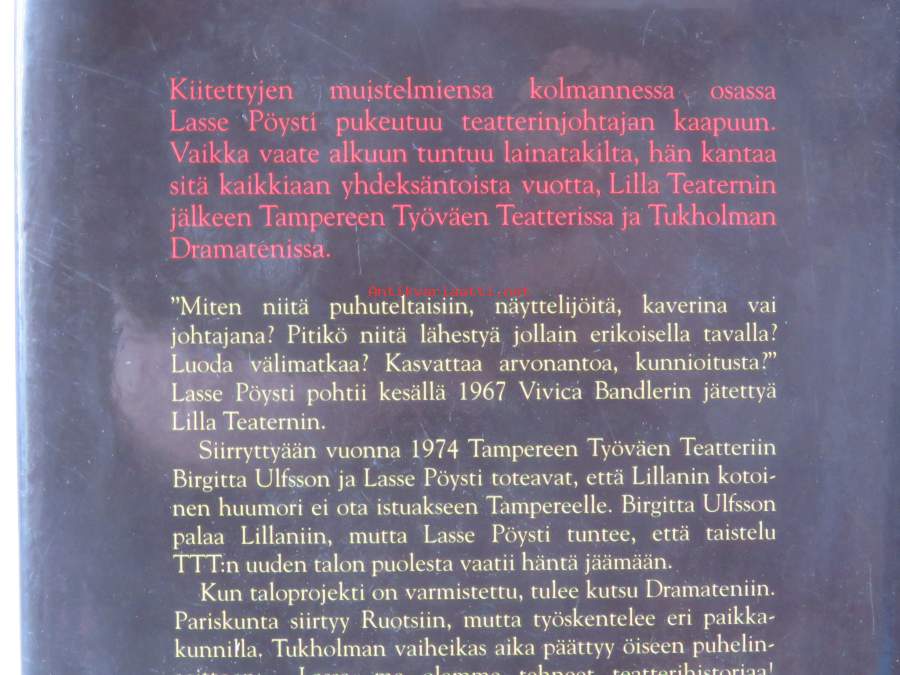 Kiitettyjen muistelmiensa kolmannessa osassa
Lasse Pöysti pukeutuu teatterinjohtajan kaapuun.
Vaikka vaate alkuun tuntuu lainatakilta, hän kantaa
sitä kaikkiaan yhdeksäntoista vuotta, Lilla Teaternin
jälkeen Tampereen Työväen Teatterissa ja Tukholman
Dramatenissa.
Antikvariaatti.net
”Miten niitä puhuteltaisiin, näyttelijöitä, kaverina vai
johtajana? Pitikö niitä lähestyä jollain erikoisella tavalla?
Luoda välimatkaa? Kasvattaa arvonantoa, kunnioitusta?”
Lasse Pöysti pohtii kesällä 1967 Vivica Bandlerin jätettyä
Lilla Teaternin.
Siirryttyään vuonna 1974 Tampereen Työväen Teatteriin
Birgitta Ulfsson ja Lasse Pöysti toteavat, että Lillanin kotoi-
nen huumori ei ota istuakseen Tampereelle. Birgitta Ulfsson
palaa Lillaniin, mutta Lasse Pöysti tuntee, että taistelu
TTT:n uuden talon puolesta vaatii häntä jäämään.
Kun taloprojekti on varmistettu, tulee kutsu Dramateniin.
Pariskunta siirtyy Ruotsiin, mutta työskentelee eri paikka-
kunnilla. Tukholman vaiheikas aika päättyy öiseen puhelin-
Lasse, me olemme tehneet teatterihistoriaa!